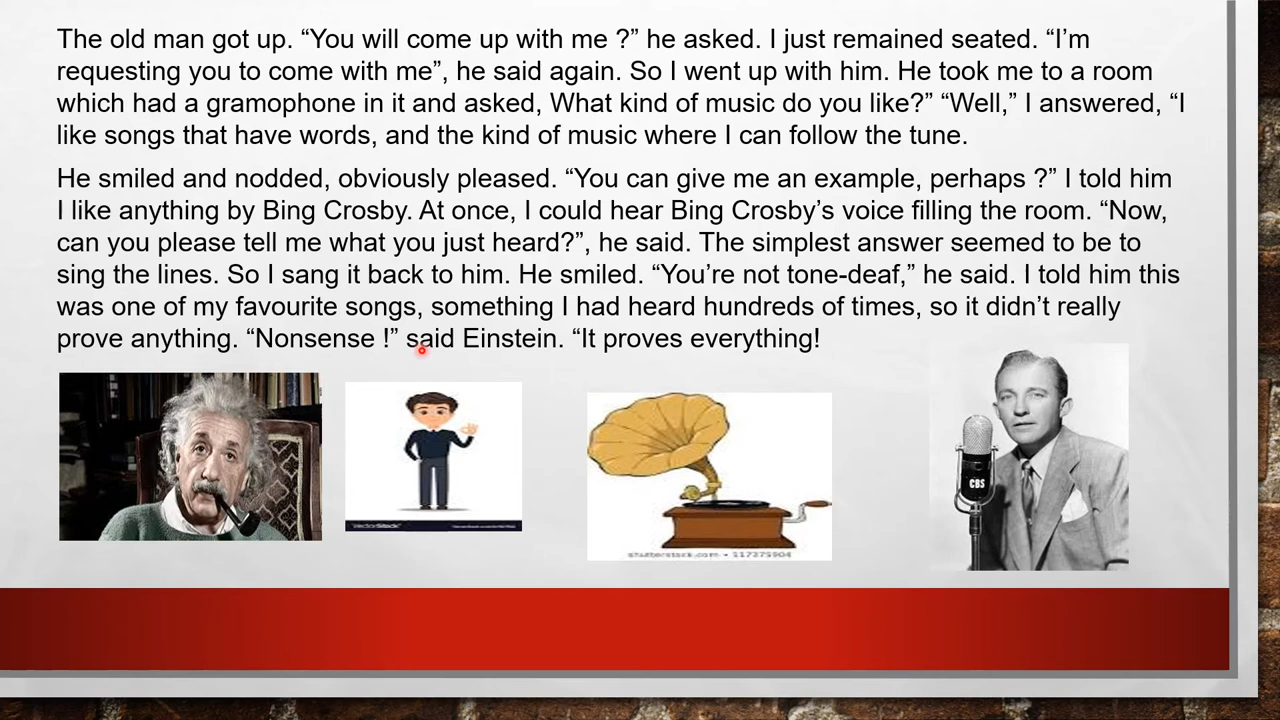 The old man got up. “You will come up with me ?” he asked. I just remained seated. “I’m
requesting you to come with me”, he said again. So I went up with him. He took me to a room
which had a gramophone in it and asked, What kind of music do you like?” “Well,” I answered, “I
like songs that have words, and the kind of music where I can follow the tune.
He smiled and nodded, obviously pleased. “You can give me an example, perhaps ?” I told him
I like anything by Bing Crosby. At once, I could hear Bing Crosby’s voice filling the room. “Now,
can you please tell me what you just heard?”, he said. The simplest answer seemed to be to
sing the lines. So I sang it back to him. He smiled. “You’re not tone-deaf,” he said. I told him this
was one of my favourite songs, something I had heard hundreds of times, so it didn’t really
prove anything. “Nonsense !” said Einstein. “It proves everything!
CBS
VectorStock
shutterstock.com • 117275904